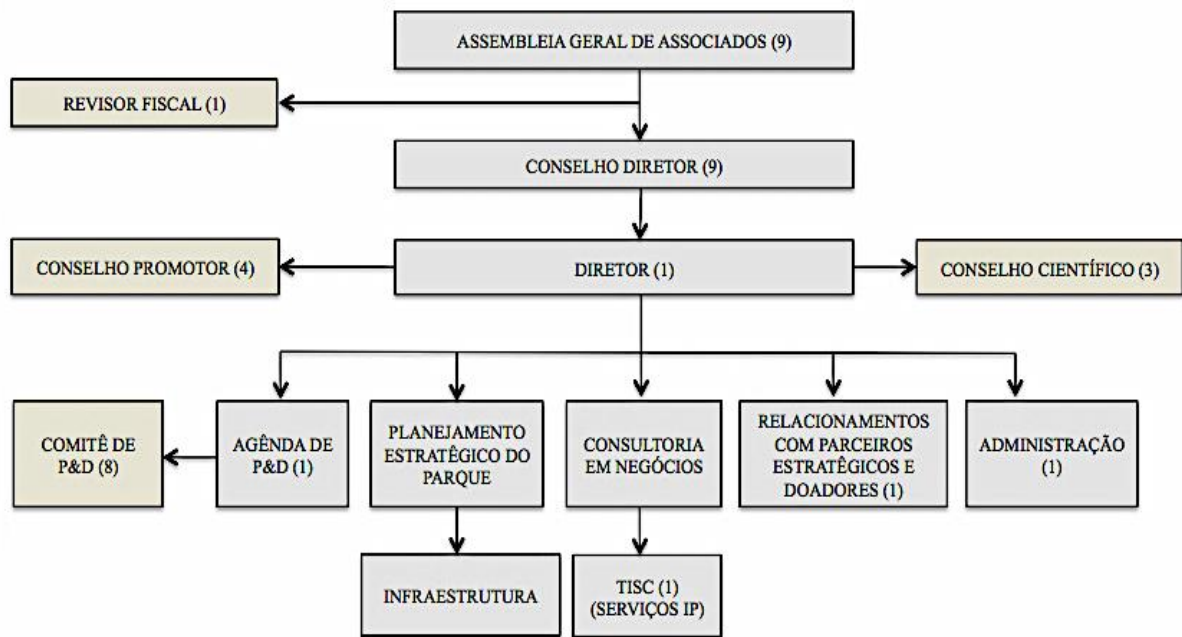 ASSEMBLEIA GERAL DE ASSOCIADOS (9)
REVISOR FISCAL (1)
CONSELHO DIRETOR (9)
CONSELHO PROMOTOR (4)
DIRETOR (1)
CONSELHO CIENTÍFICO (3)
COMITÊ DE
P&D (8)
AGÊNDA DE
P&D (1)
PLANEJAMENTO
ESTRATÉGICO DO
PARQUE
CONSULTORIA
EM NEGÓCIOS
RELACIONAMENTOS
COM PARCEIROS
ESTRATÉGICOS E
DOADORES (1)
ADMINISTRAÇÃO
(1)
INFRAESTRUTURA
TISC (1)
(SERVIÇOS IP)